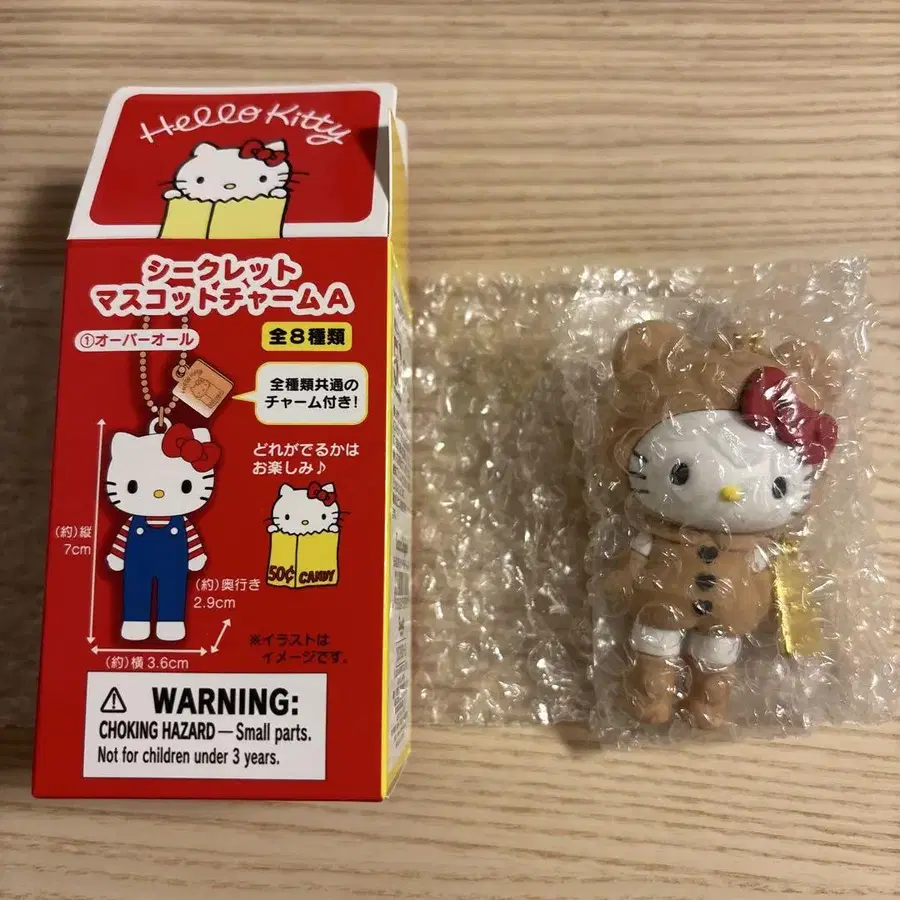 Hello Kitty
シークレット
マスコットチャームA
①オーバーオール
全8種類
全種類共通の
チャーム付き!
どれがでるかは
お楽しみ♪
(約)縦
7cm
50¢ CANDY
(約)奥行き
2.9cm
(約)横3.6cm
※イラストは
イメージです。
WARNING:
CHOKING HAZARD — Small parts.
Not for children under 3 years.